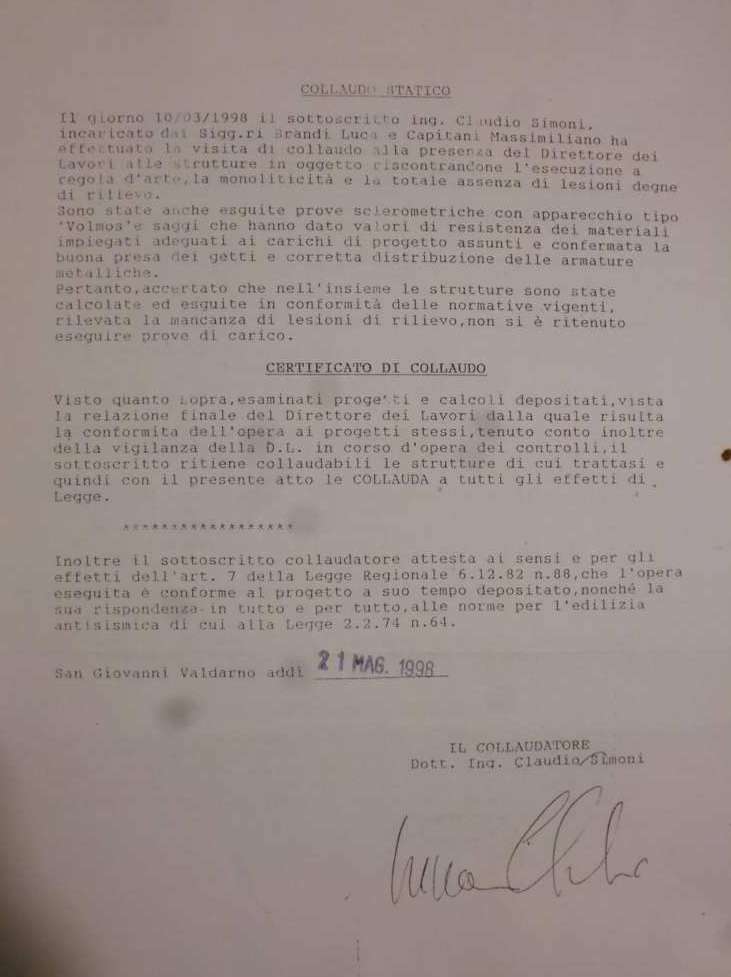 COLLAUDO STATICO
Il giorno 10/03/1998 il sottoscritto ing. Claudio Simoni,
incaricato dai Sigg.ri Brandi Luca e Capitani Massimiliano ha
effettuato la visita di collaudo alla presenza del Direttore dei
Lavori alle strutture in oggetto riscontrandone l'esecuzione a
regola d'arte,la monoliticità e la totale assenza di lesioni degne
di rilievo.
Sono state anche esguite prove sclerometriche con apparecchio tipo
'Volmos'e saggi che hanno dato valori di resistenza dei materiali
impiegati adeguati ai carichi di progetto assunti e confermata la
buona presa dei getti e corretta distribuzione delle armature
metalliche.
Pertanto,accertato che nell'insieme le strutture sono state
calcolate ed esguite in conformità delle normative vigenti,
rilevata la mancanza di lesioni di rilievo,non si è ritenuto
eseguire prove di carico.
CERTIFICATO DI COLLAUDO
Visto quanto sopra,esaminati progetti e calcoli depositati,vista
la relazione finale del Direttore dei Lavori dalla quale risulta
la conformita dell'opera ai progetti stessi,tenuto conto inoltre
della vigilanza della D.L. in corso d'opera dei controlli,il
sottoscritto ritiene collaudabili le strutture di cui trattasi e
quindi con il presente atto le COLLAUDA a tutti gli effetti di
Legge.
******************
Inoltre il sottoscritto collaudatore attesta ai sensi e per gli
effetti dell'art. 7 della Legge Regionale 6.12.82 n.88,che l'opera
eseguita è conforme al progetto a suo tempo depositato,nonché la
sua rispondenza in tutto e per tutto,alle norme per l'edilizia
antisismica di cui alla Legge 2.2.74 n.64.
San Giovanni Valdarno addì 21 MAG. 1998
IL COLLAUDATORE
Dott. Ing. Claudio Simoni